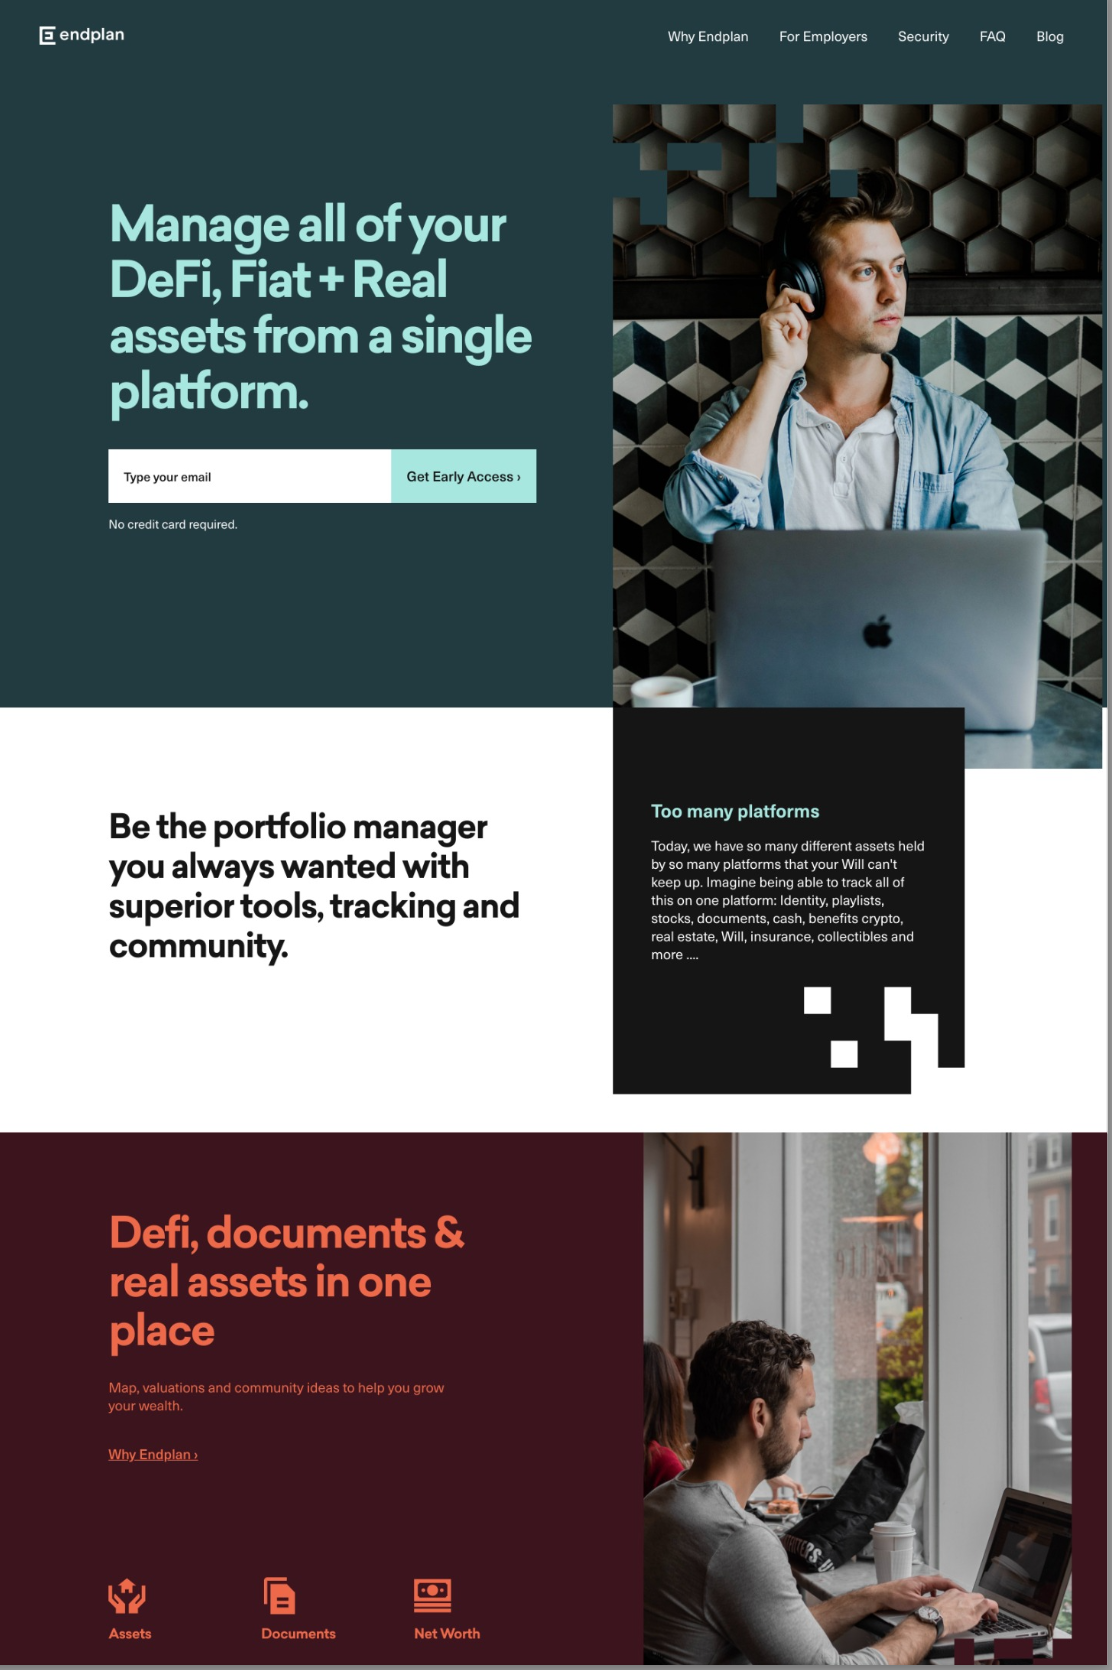 endplan
Why Endplan
For Employers
Security
FAQ
Blog
Manage all of your
DeFi, Fiat + Real
assets from a single
platform.
Type your email
Get Early Access ›
No credit card required.
Be the portfolio manager
you always wanted with
superior tools, tracking and
community.
Too many platforms
Today, we have so many different assets held
by so many platforms that your Will can't
keep up. Imagine being able to track all of
this on one platform: Identity, playlists,
stocks, documents, cash, benefits crypto,
real estate, Will, insurance, collectibles and
more ....
Defi, documents &
real assets in one
place
Map, valuations and community ideas to help you grow
your wealth.
Why Endplan ›
Assets
Documents
Net Worth